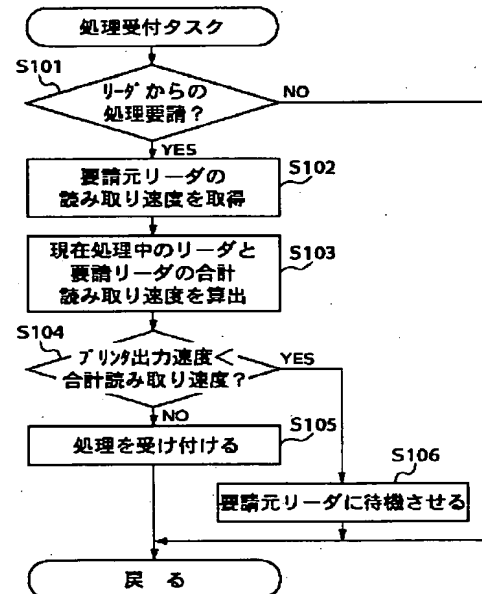 処理受付タスク
S101
リーダからの
処理要請？
NO
YES
S102
要請元リーダの
読み取り速度を取得
現在処理中のリーダと
要請リーダの合計
読み取り速度を算出
S103
S104
プリンタ出力速度＜
合計読み取り速度？
YES
NO
S105
処理を受け付ける
S106
要請元リーダに待機させる
戻　る